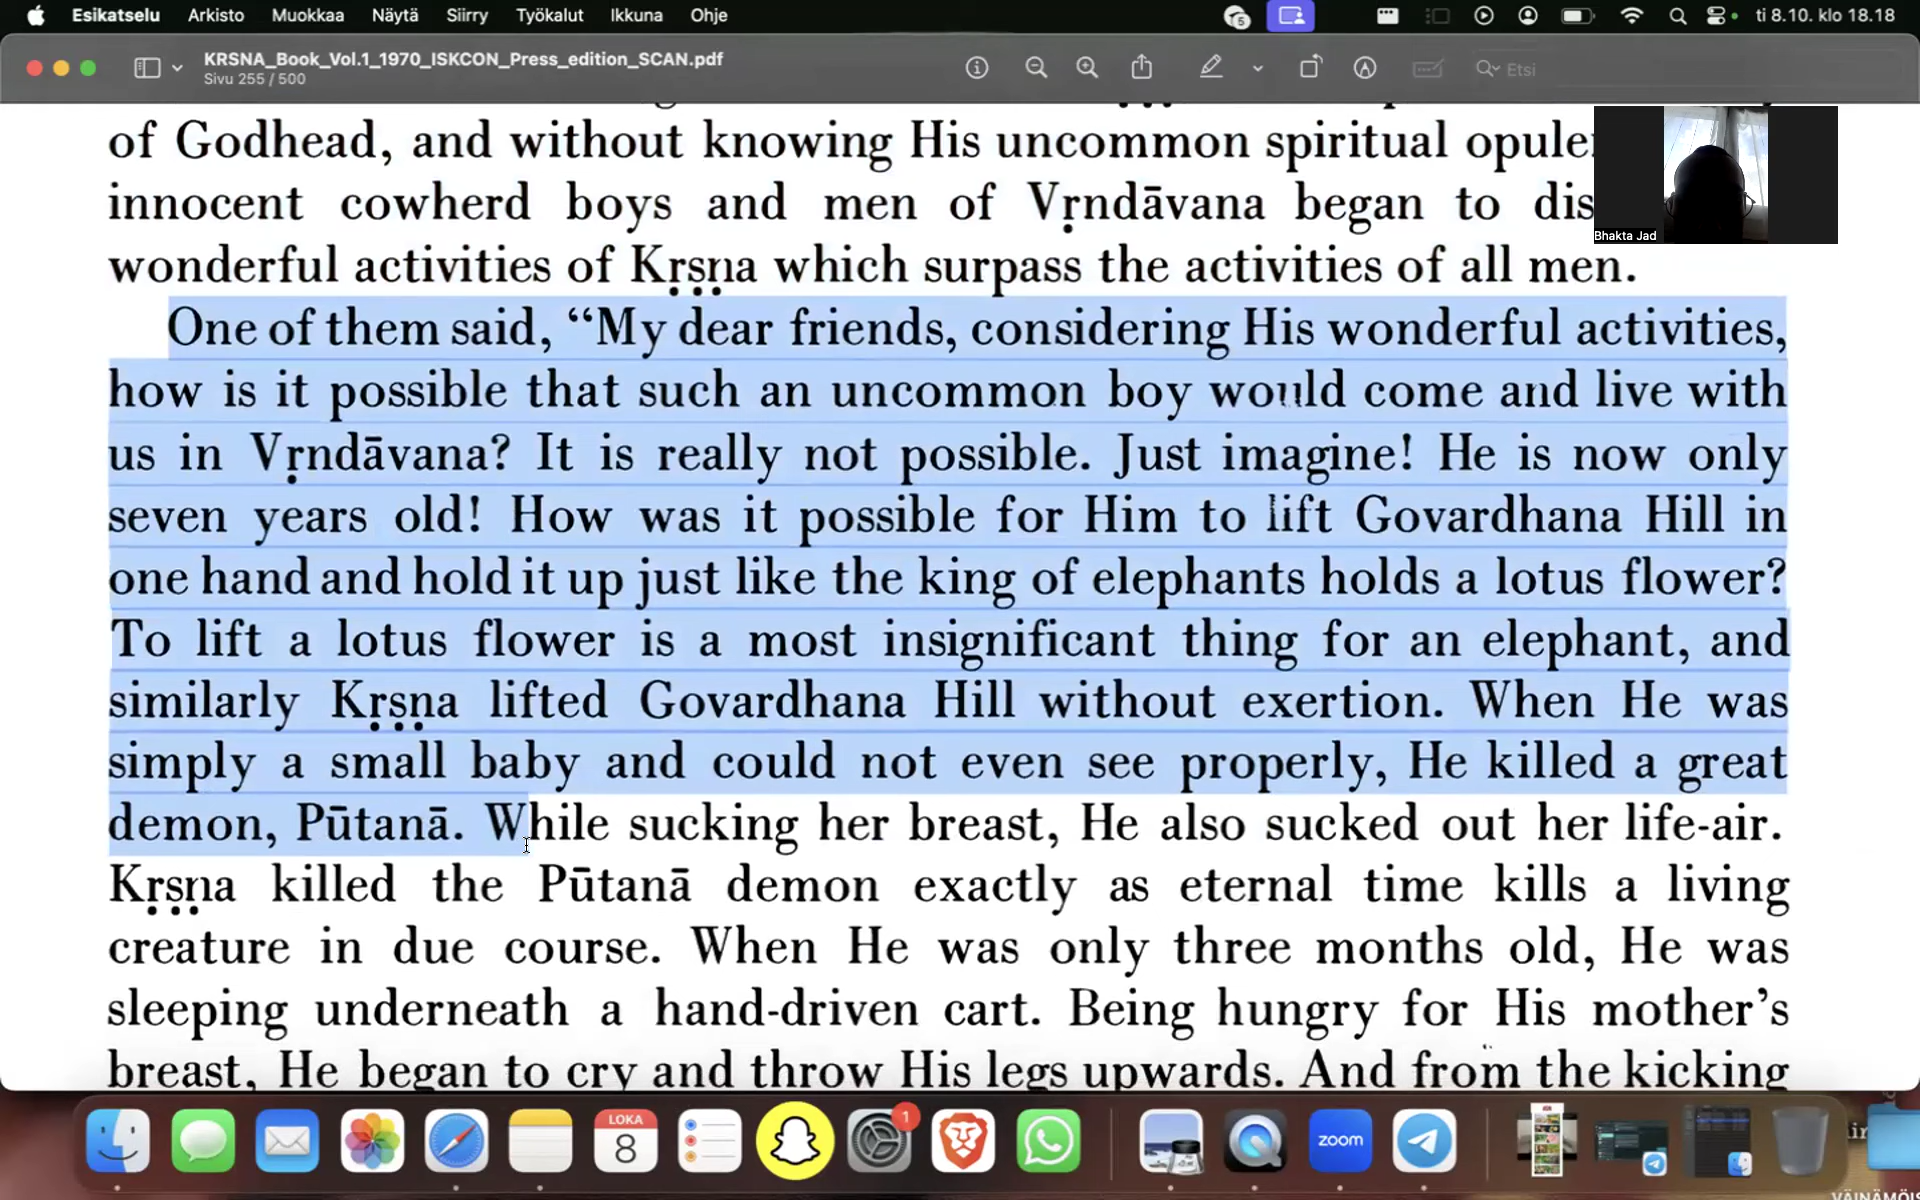 Esikatselu Arkisto Muokkaa Näytä Siirry Työkalut Ikkuna Ohje 5 ti 8.10. klo 18.18
KRSNA_Book_Vol.1_1970_ISKCON_Press_edition_SCAN.pdf
Sivu 255 / 500
Etsi
of Godhead, and without knowing His uncommon spiritual
innocent cowherd boys and men of Vṛndāvana began to
Bhakta Jad
wonderful activities of Kṛṣṇa which surpass the activities of all men.
One of them said, “My dear friends, considering His wonderful activities,
how is it possible that such an uncommon boy would come and live with
us in Vṛndāvana? It is really not possible. Just imagine! He is now only
seven years old! How was it possible for Him to lift Govardhana Hill in
one hand and hold it up just like the king of elephants holds a lotus flower?
To lift a lotus flower is a most insignificant thing for an elephant, and
similarly Kṛṣṇa lifted Govardhana Hill without exertion. When He was
simply a small baby and could not even see properly, He killed a great
demon, Pūtanā. While sucking her breast, He also sucked out her life-air.
Kṛṣṇa killed the Pūtanā demon exactly as eternal time kills a living
creature in due course. When He was only three months old, He was
sleeping underneath a hand-driven cart. Being hungry for His mother’s
breast, He began to cry and throw His legs upwards. And from the kicking
LOKA
8
1
zoom